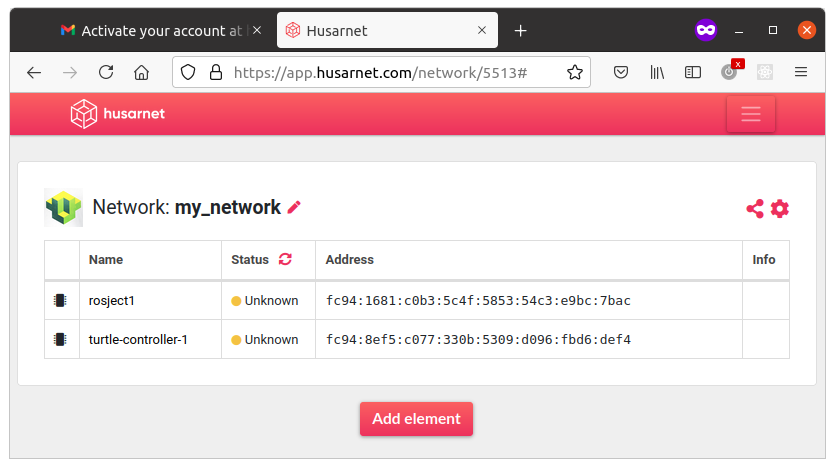 Activate your account at
Husarnet
https://app.husarnet.com/network/5513#
x
husarnet
Network: my_network
Name Status Address Info
rosject1 Unknown fc94:1681:c0b3:5c4f:5853:54c3:e9bc:7bac
turtle-controller-1 Unknown fc94:8ef5:c077:330b:5309:d096:fbd6:def4
Add element